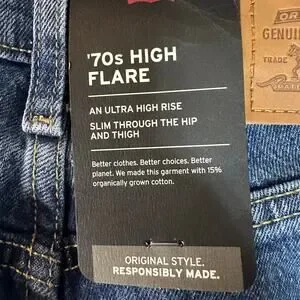 '70s HIGH
FLARE
AN ULTRA HIGH RISE
SLIM THROUGH THE HIP
AND THIGH
Better clothes. Better choices. Better
planet. We made this garment with 15%
organically grown cotton.
ORIGINAL STYLE.
RESPONSIBLY MADE.
OR
GENUI
TRADE